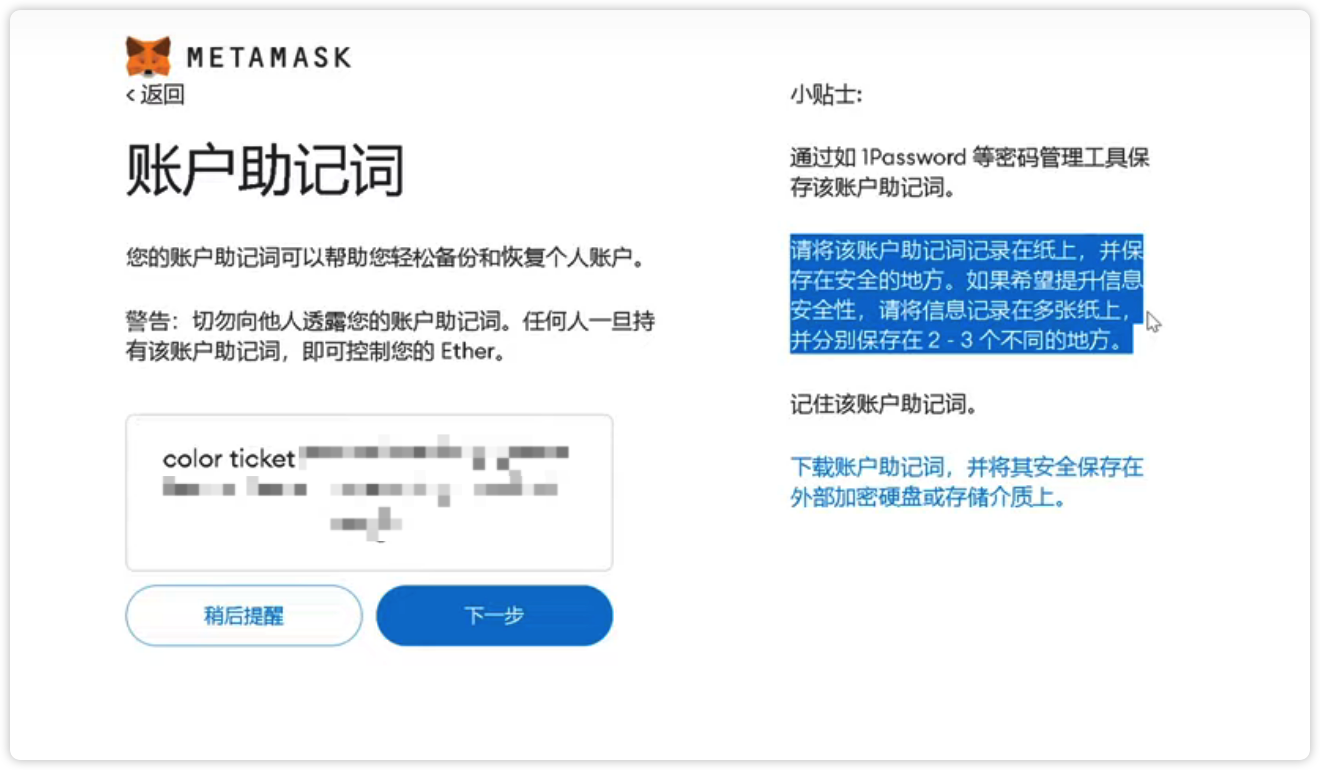 METAMASK
< 返回
账户助记词
您的账户助记词可以帮助您轻松备份和恢复个人账户。
警告：切勿向他人透露您的账户助记词。任何人一旦持
有该账户助记词，即可控制您的 Ether。
color ticket
稍后提醒
下一步
小贴士:
通过如 1Password 等密码管理工具保
存该账户助记词。
请将该账户助记词记录在纸上，并保
存在安全的地方。如果希望提升信息
安全性，请将信息记录在多张纸上，
并分别保存在 2 - 3 个不同的地方。
记住该账户助记词。
下载账户助记词，并将其安全保存在
外部加密硬盘或存储介质上。